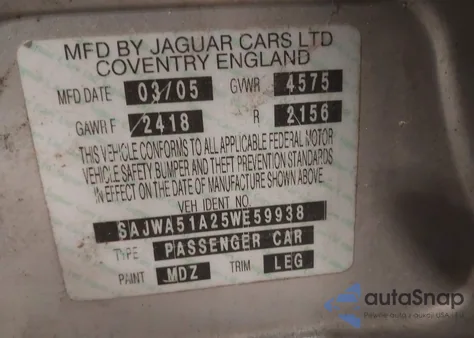 MFD BY JAGUAR CARS LTD
COVENTRY ENGLAND
MFD DATE 03/05 GVWR 4575
GAWR F 2418 R 2156
THIS VEHICLE CONFORMS TO ALL APPLICABLE FEDERAL MOTOR
VEHICLE SAFETY BUMPER AND THEFT PREVENTION STANDARDS
IN EFFECT ON THE DATE OF MANUFACTURE SHOWN ABOVE
VEH IDENT NO
SAJWA51A25WE59938
TYPE PASSENGER CAR
PAINT MDZ TRIM LEG
autoSnap